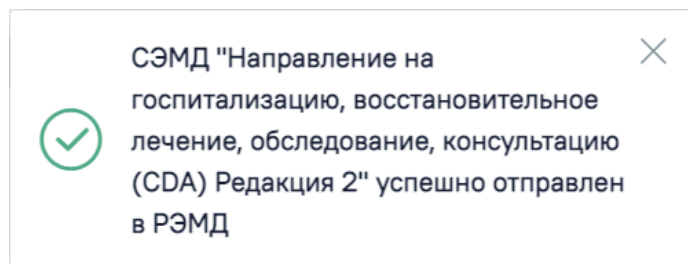 СЭМД "Направление на
госпитализацию, восстановительное
лечение, обследование, консультацию
(CDA) Редакция 2" успешно отправлен
в РЭМД